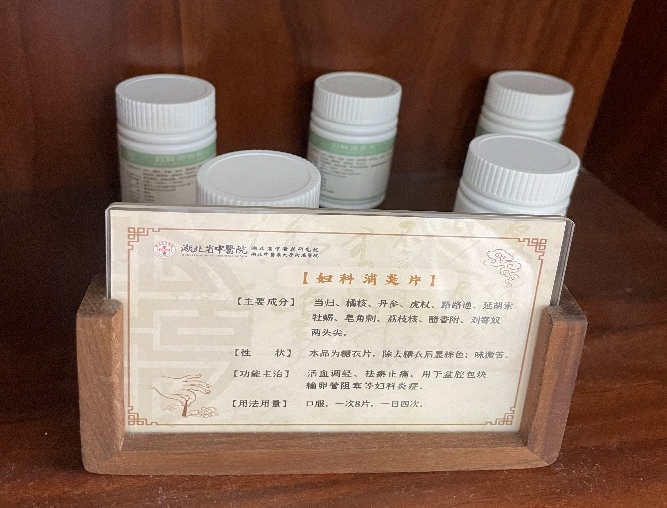 湖北省中醫院 湖北省中醫藥研究院
湖北中醫藥大學附屬醫院
【妇科消炎片】
【主要成分】 当归、橘核、丹参、虎杖、路路通、延胡索
牡蛎、皂角刺、荔枝核、醋香附、刘寄奴
两头尖。
【性 状】 本品为糖衣片，除去糖衣后显棕色；味微苦。
【功能主治】 活血调经、祛瘀止痛，用于盆腔包块
输卵管阻塞等妇科炎症。
【用法用量】 口服，一次8片，一日四次。